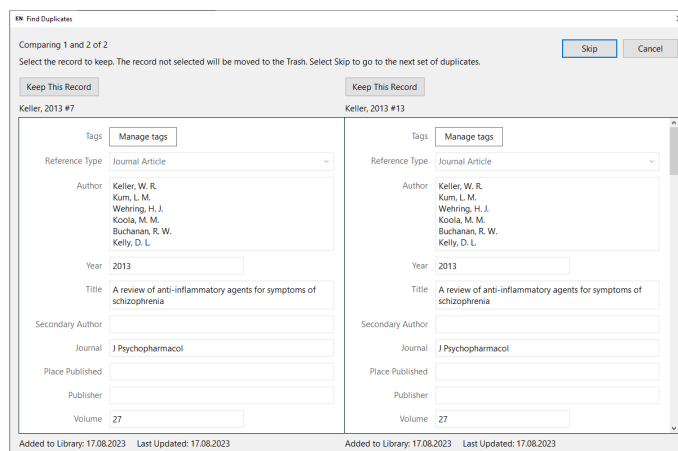 EN Find Duplicates
Comparing 1 and 2 of 2
Select the record to keep. The record not selected will be moved to the Trash. Select Skip to go to the next set of duplicates.
Skip
Cancel
Keep This Record
Keep This Record
Keller, 2013 #7
Keller, 2013 #13
Tags
Manage tags
Reference Type
Journal Article
Author
Keller, W. R.
Kum, L. M.
Wehring, H. J.
Koola, M. M.
Buchanan, R. W.
Kelly, D. L.
Year
2013
Title
A review of anti-inflammatory agents for symptoms of
schizophrenia
Secondary Author
Journal
J Psychopharmacol
Place Published
Publisher
Volume
27
Added to Library: 17.08.2023 Last Updated: 17.08.2023
Tags
Manage tags
Reference Type
Journal Article
Author
Keller, W. R.
Kum, L. M.
Wehring, H. J.
Koola, M. M.
Buchanan, R. W.
Kelly, D. L.
Year
2013
Title
A review of anti-inflammatory agents for symptoms of
schizophrenia
Secondary Author
Journal
J Psychopharmacol
Place Published
Publisher
Volume
27
Added to Library: 17.08.2023 Last Updated: 17.08.2023